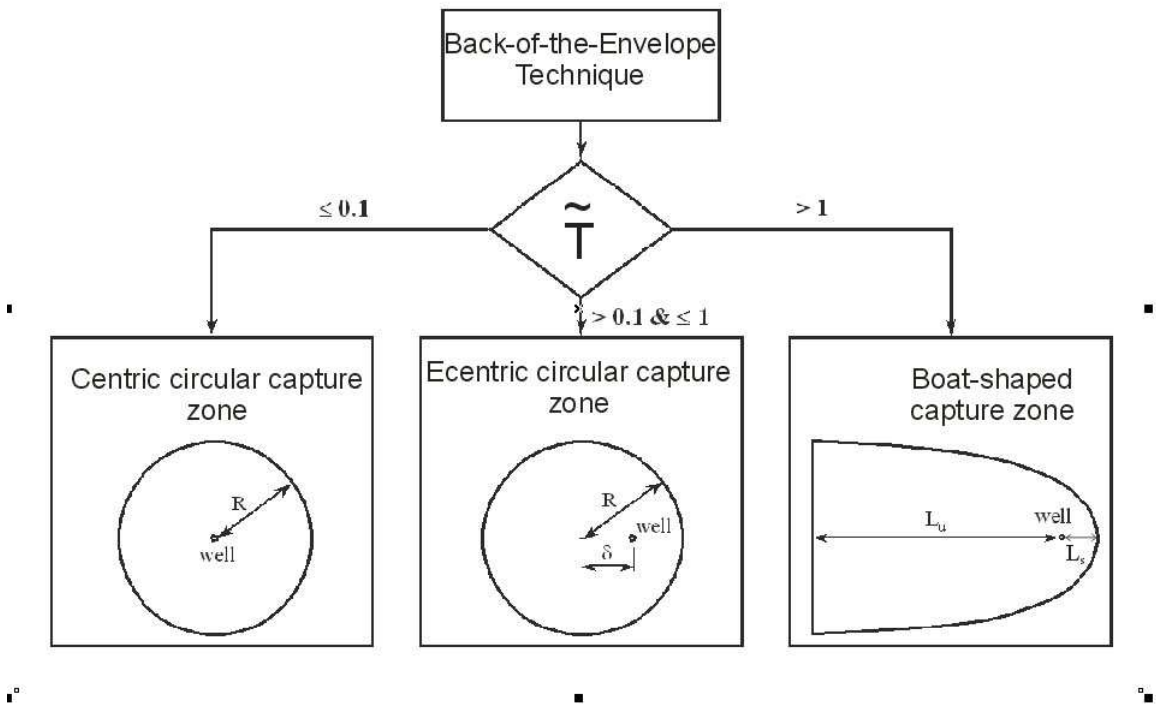 Back-of-the-Envelope
Technique
≤ 0.1
T̃
> 1
> 0.1 & ≤ 1
Centric circular capture
zone
R
well
Ecentric circular capture
zone
R
well
δ
Boat-shaped
capture zone
well
Lᵤ
Lₛ